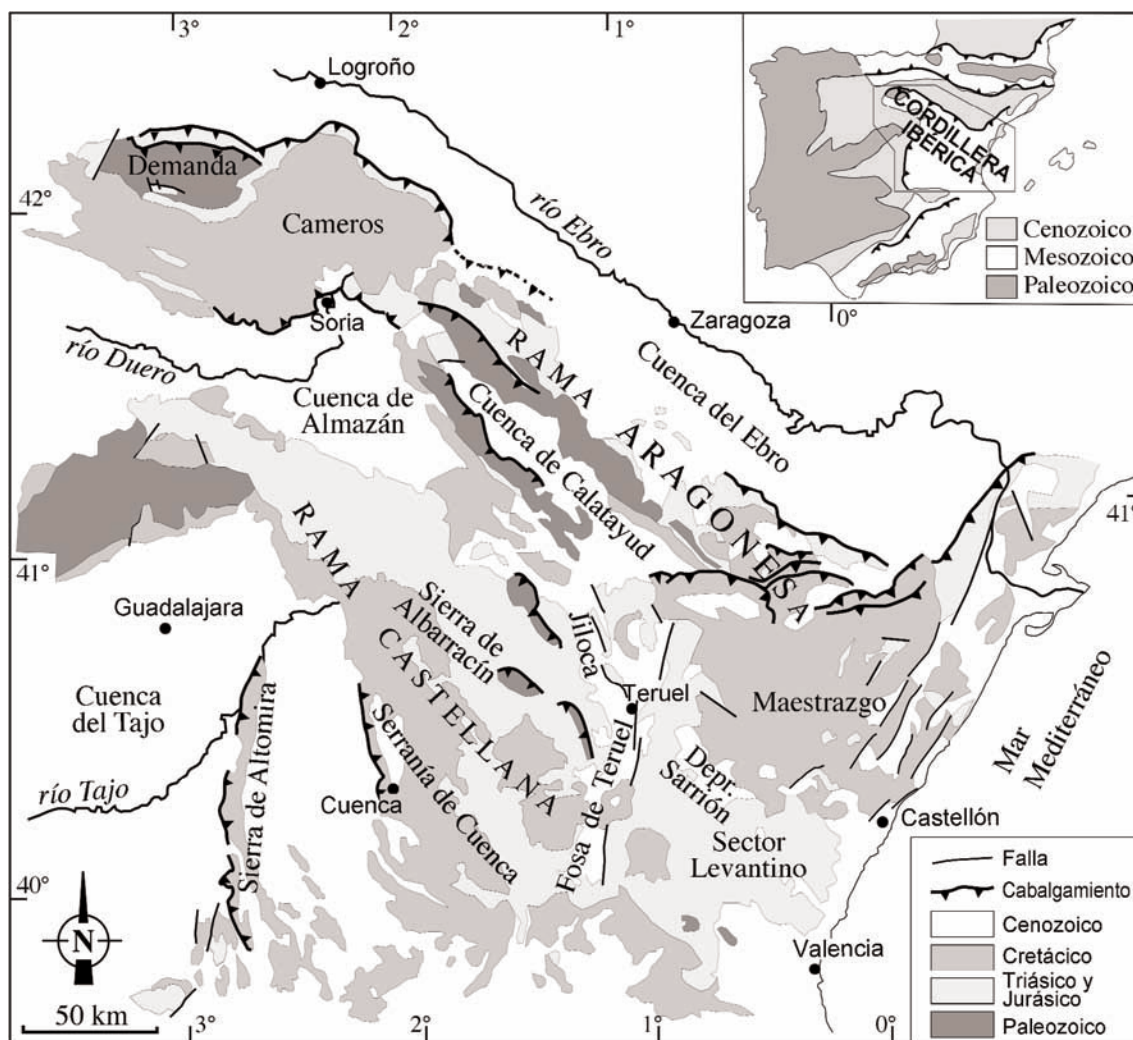 3°
2°
1°
Logroño
CORDILLERA
IBÉRICA
Cenozoico
Mesozoico
Paleozoico
0°
Demanda
42°
Cameros
río Ebro
Soria
Zaragoza
río Duero
Cuenca de
Almazán
RAMA ARAGONESA
Cuenca del Ebro
Cuenca de Calatayud
41°
41°
RAMA CASTELLANA
Guadalajara
Sierra de
Albarracín
Jiloca
Teruel
Maestrazgo
Cuenca
del Tajo
Mar
Mediterráneo
río Tajo
Sierra de Altomira
Serranía de Cuenca
Cuenca
Fosa de Teruel
Depr.
Sarrión
Castellón
Sector
Levantino
40°
N
Valencia
Falla
Cabalgamiento
Cenozoico
Cretácico
Triásico y
Jurásico
Paleozoico
50 km
3°
2°
1°
0°